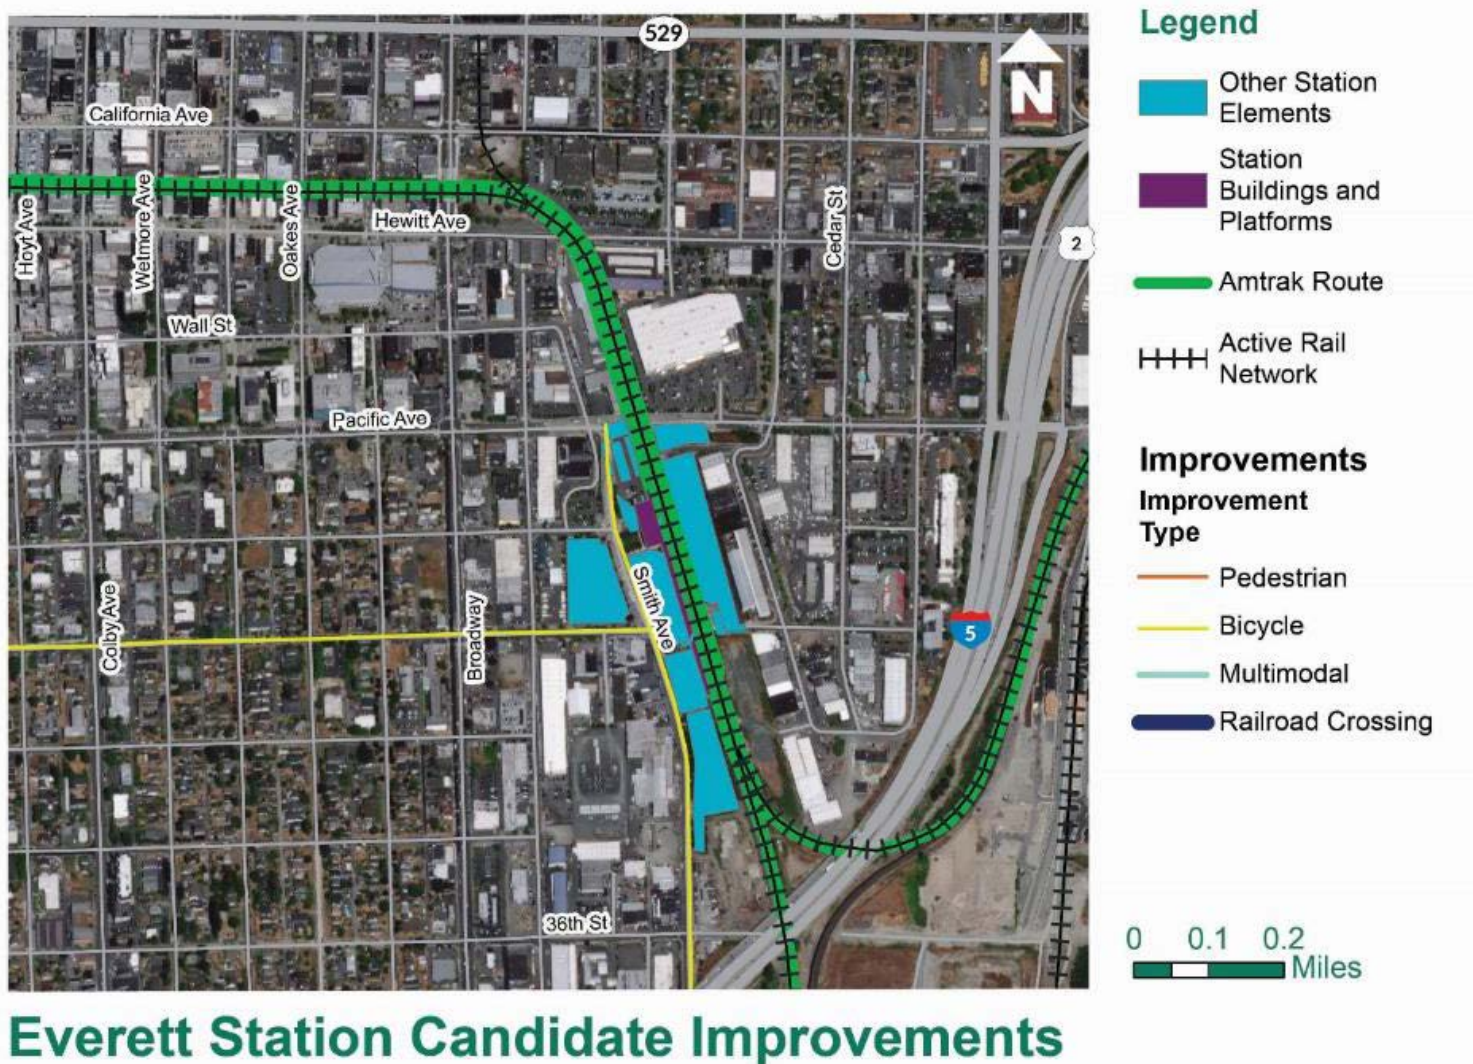 529
N
California Ave
Hoyt Ave
Wetmore Ave
Oakes Ave
Hewitt Ave
Cedar St
2
Wall St
Pacific Ave
Colby Ave
Broadway
Smith Ave
5
36th St
Legend
Other Station
Elements
Station
Buildings and
Platforms
Amtrak Route
Active Rail
Network
Improvements
Improvement
Type
Pedestrian
Bicycle
Multimodal
Railroad Crossing
0 0.1 0.2
Miles
Everett Station Candidate Improvements